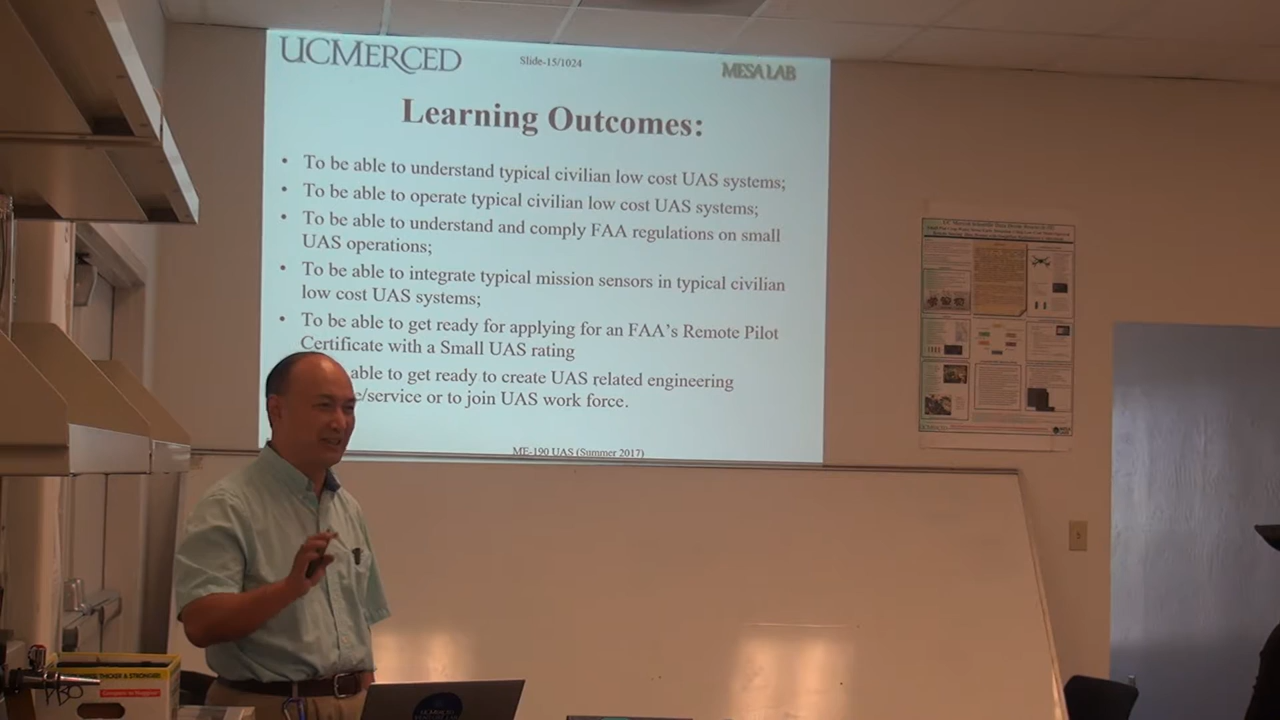 UCMERCED
Slide-15/1024
MESA LAB
Learning Outcomes:
• To be able to understand typical civilian low cost UAS systems;
• To be able to operate typical civilian low cost UAS systems;
• To be able to understand and comply FAA regulations on small
UAS operations;
• To be able to integrate typical mission sensors in typical civilian
low cost UAS systems;
• To be able to get ready for applying for an FAA's Remote Pilot
Certificate with a Small UAS rating
able to get ready to create UAS related engineering
e/service or to join UAS work force.
ME-190 UAS (Summer 2017)
THICKER & STRONGER
PRO
UCMERCED